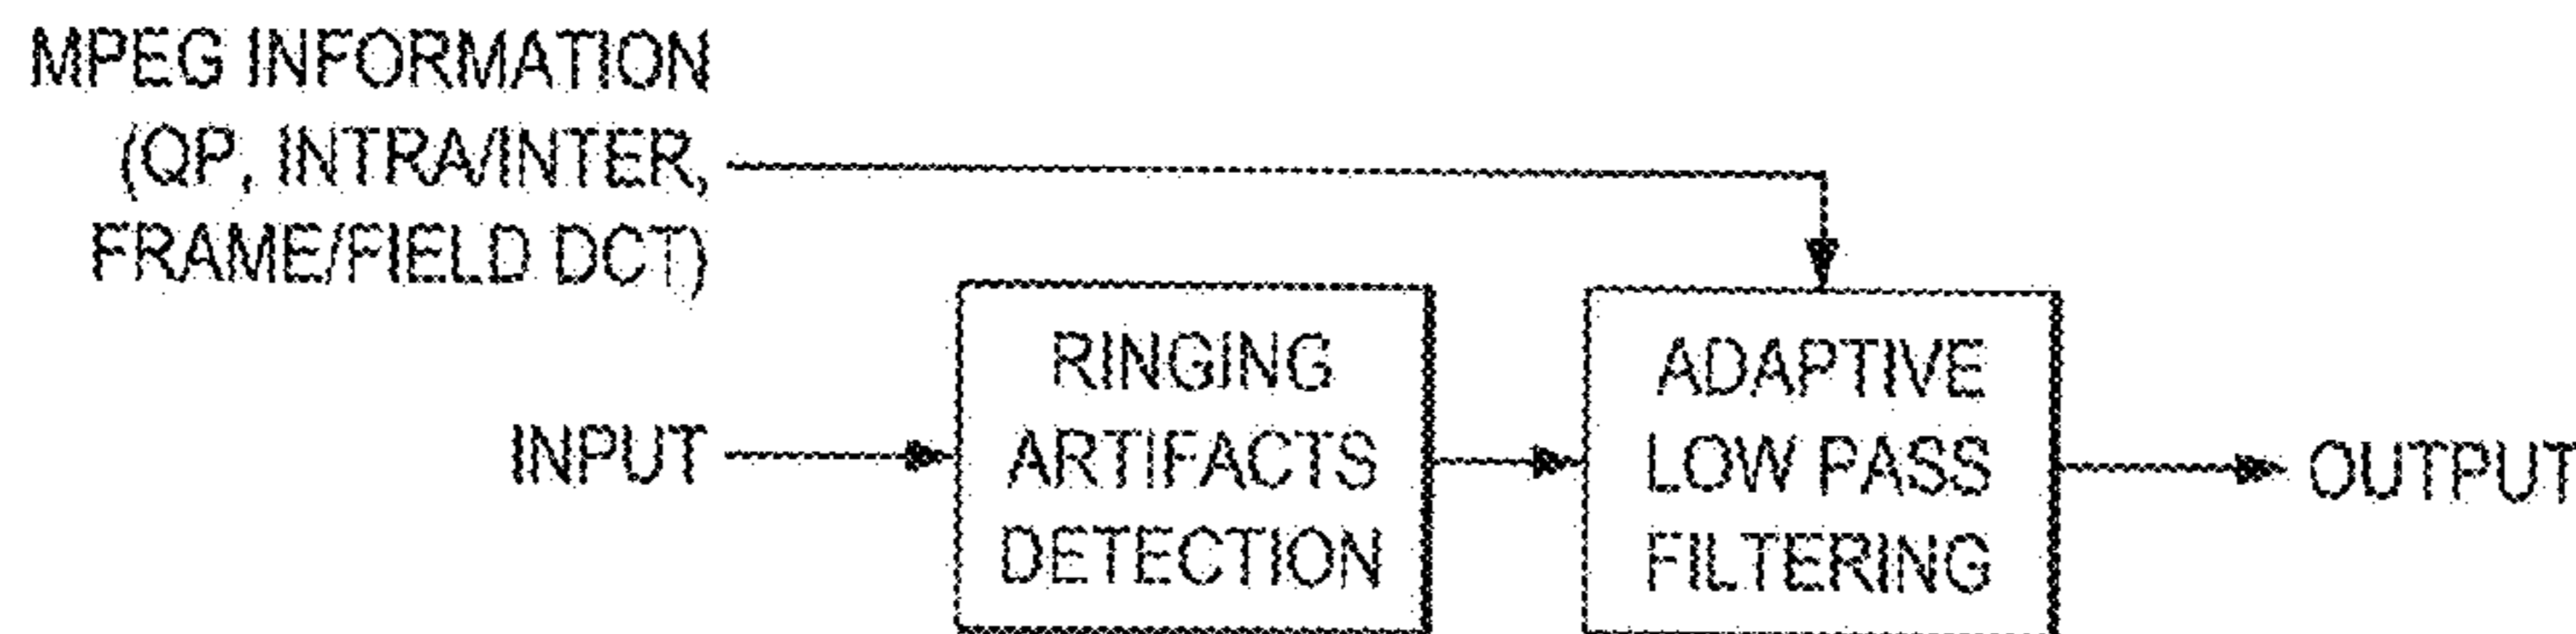 MPEG INFORMATION
(QP, INTRA/INTER,
FRAME/FIELD DCT)
INPUT
RINGING
ARTIFACTS
DETECTION
ADAPTIVE
LOW PASS
FILTERING
OUTPUT